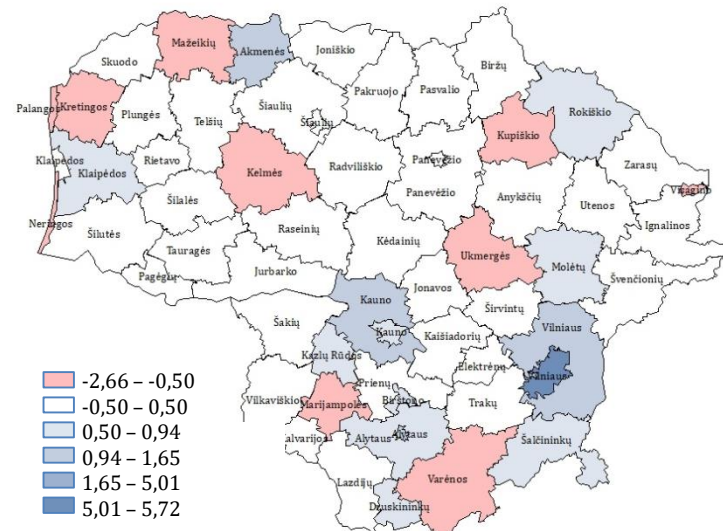 Mažeikių
Akmenės
Joniškio
Skuodo
Biržų
Pasvalio
Pakruojo
Palangos
Kretingos
Plungės
Telšių
Šiaulių
Šiaulių
Rokiškio
Kupiškio
Klaipėdos
Klaipėdos
Rietavo
Kelmės
Radviliškio
Panevėžio
Panevėžio
Zarasų
Visagino
Anykščių
Utenos
Ignalinos
Neringos
Šilutės
Šilalės
Raseinių
Tauragės
Kėdainių
Ukmergės
Molėtų
Švenčionių
Pagėgių
Jurbarko
Jonavos
Širvintų
Kauno
Kauno
Šakių
Kaišiadorių
Vilniaus
Kazlų Rūdos
Elektrėnų
Vilniaus
Vilkaviškio
Prienų
Birštono
Marijampolės
Trakų
alvarijos
Alytaus
Alytaus
Šalčininkų
Lazdijų
Varėnos
Druskininkų
-2,66 – -0,50
-0,50 – 0,50
0,50 – 0,94
0,94 – 1,65
1,65 – 5,01
5,01 – 5,72